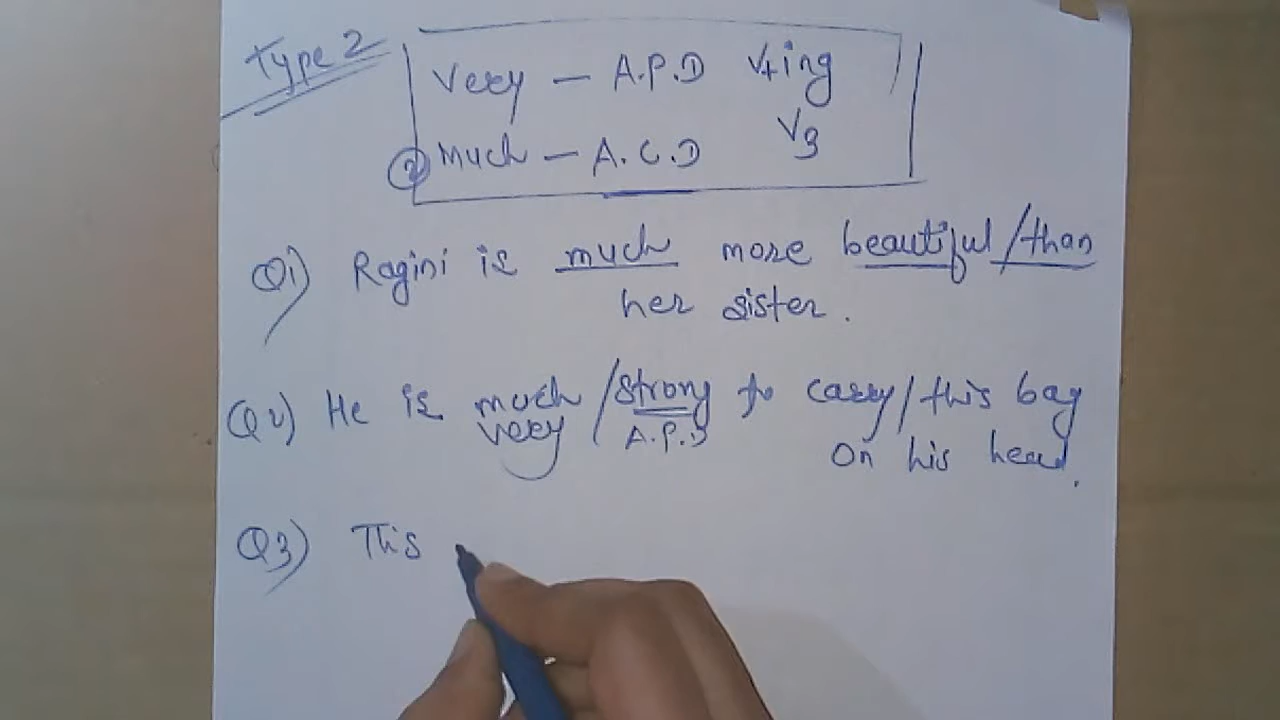 Type 2
Very – A.P.D V+ing
② Much – A.C.D V3
Q1) Ragini is much more beautiful/than
her sister.
Q2) He is much/strong to carry/this bag
very A.P.D
on his head.
Q3) This